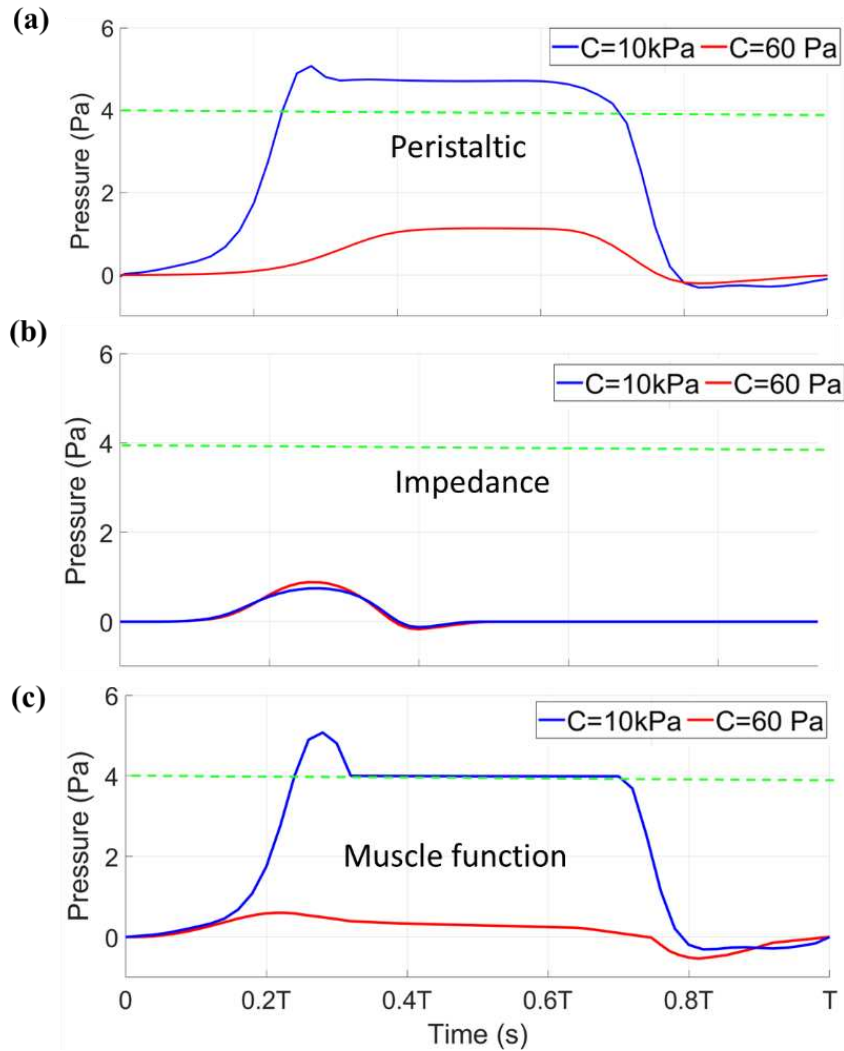 (a)
6
4
2
0
Pressure (Pa)
C=10kPa C=60 Pa
Peristaltic
(b)
6
4
2
0
Pressure (Pa)
C=10kPa C=60 Pa
Impedance
(c)
6
4
2
0
Pressure (Pa)
C=10kPa C=60 Pa
Muscle function
0 0.2T 0.4T 0.6T 0.8T T
Time (s)